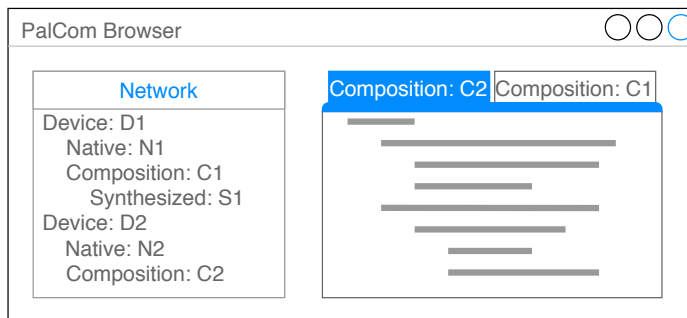 PalCom Browser
Network
Device: D1
Native: N1
Composition: C1
Synthesized: S1
Device: D2
Native: N2
Composition: C2
Composition: C2 Composition: C1